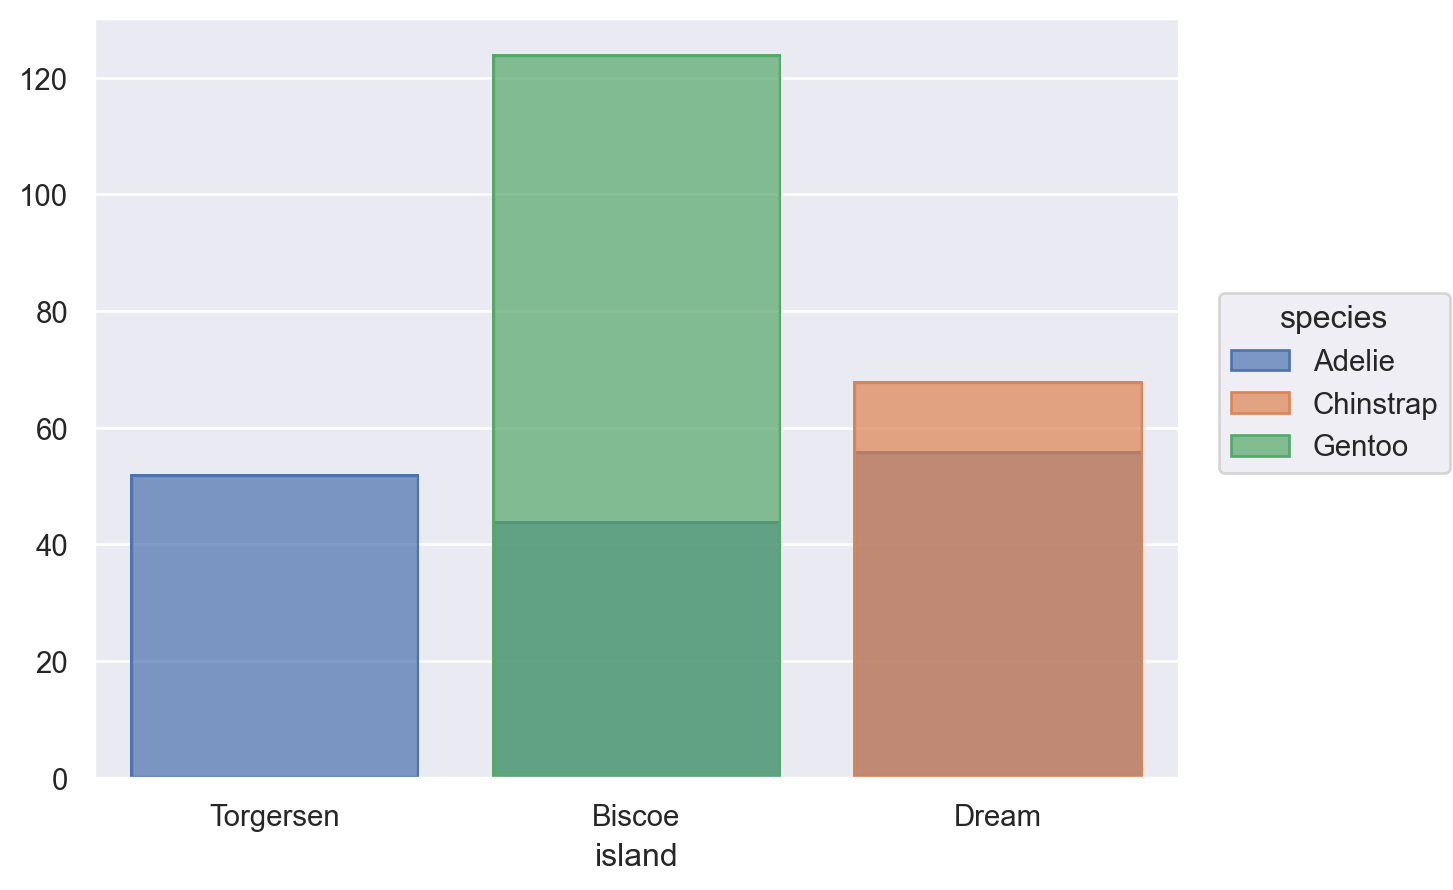 120
100
80
60
40
20
0
Torgersen
Biscoe
Dream
island
species
Adelie
Chinstrap
Gentoo